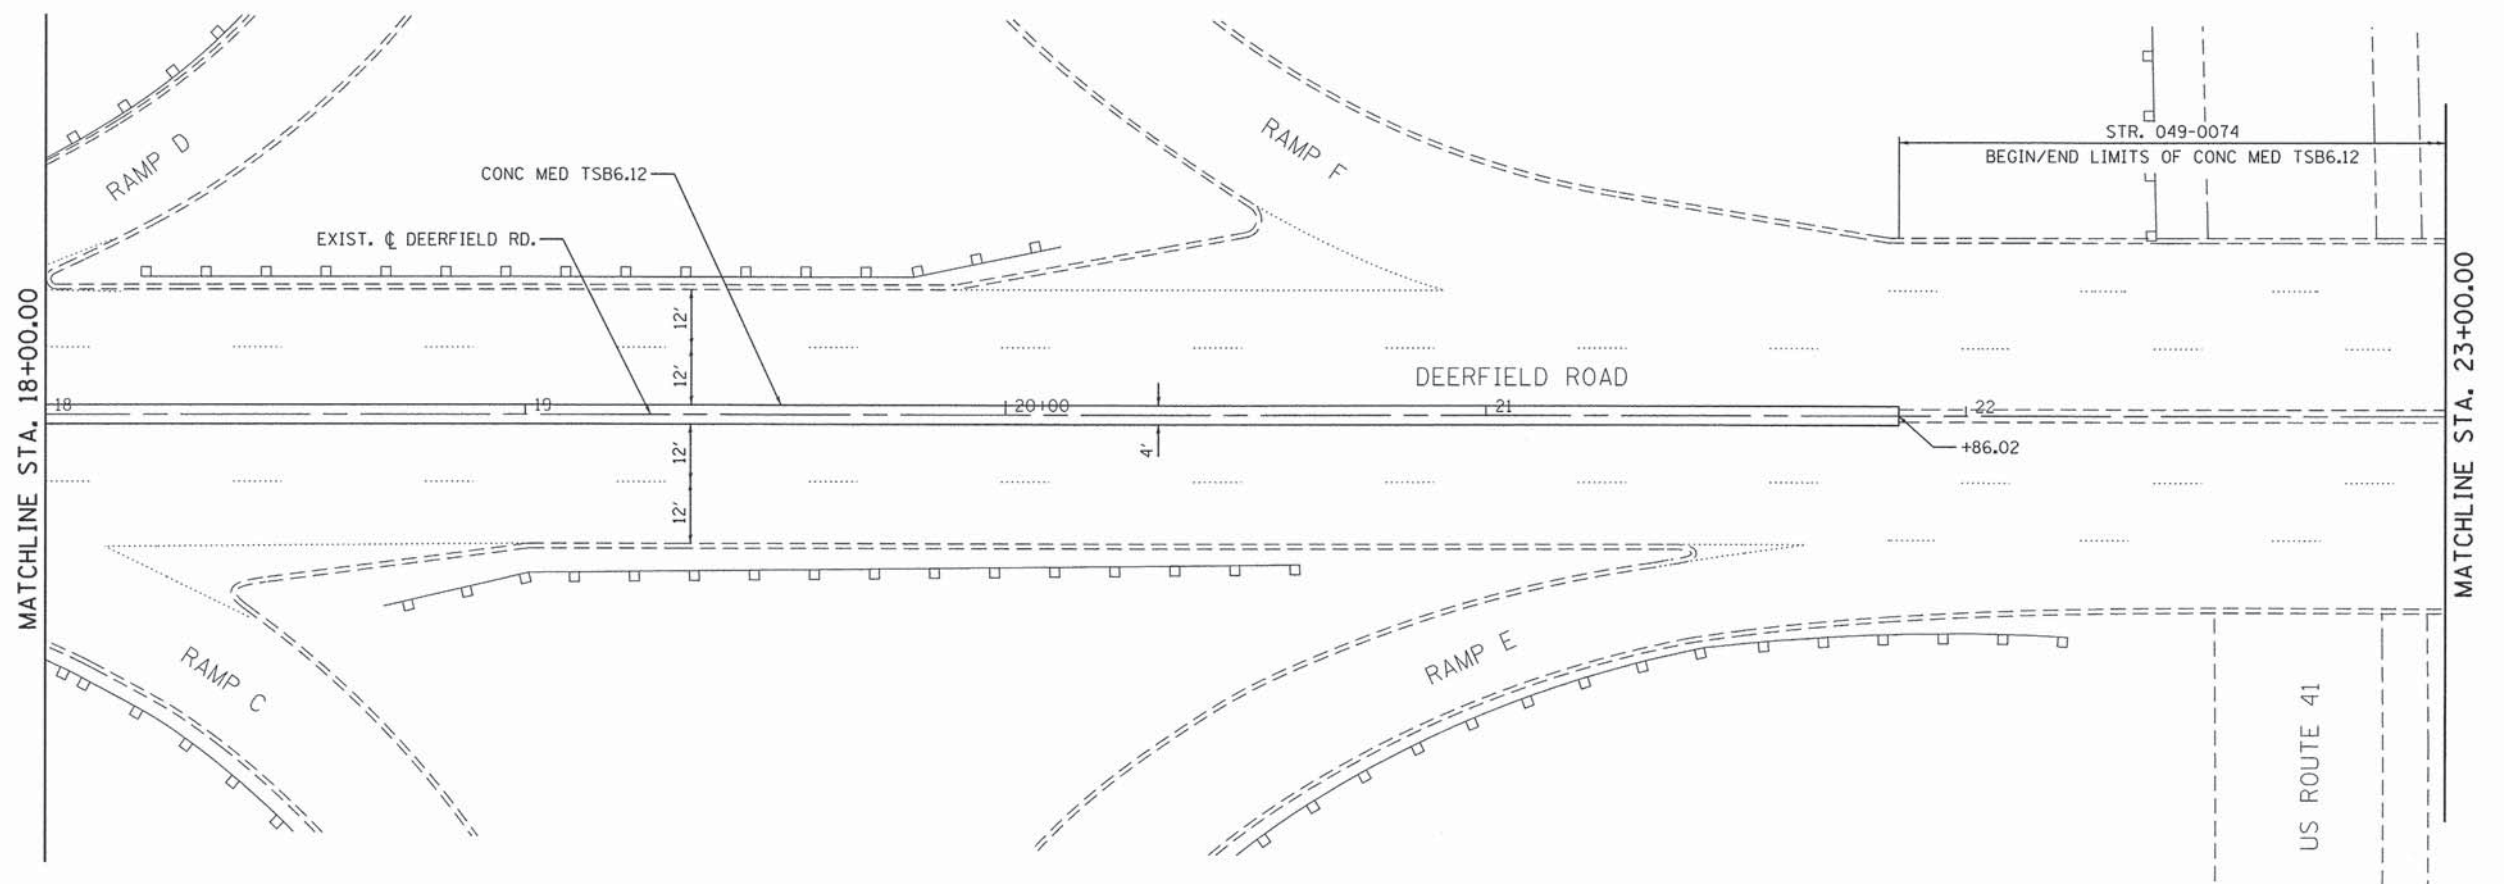 STR. 049-0074
BEGIN/END LIMITS OF CONC MED TSB6.12
RAMP D
RAMP F
CONC MED TSB6.12
EXIST. ℄ DEERFIELD RD.
MATCHLINE STA. 18+00.00
MATCHLINE STA. 23+00.00
12'
12'
DEERFIELD ROAD
18
19
20+00
21
22
+86.02
12'
4'
12'
RAMP C
RAMP E
US ROUTE 41